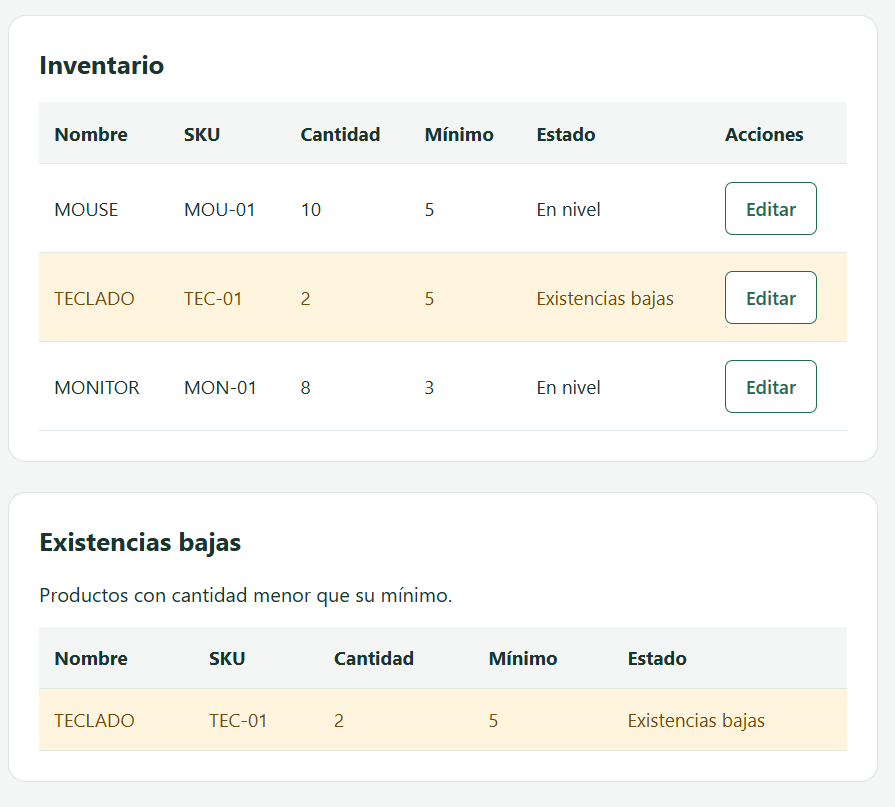 Inventario
Nombre SKU Cantidad Mínimo Estado Acciones
MOUSE MOU-01 10 5 En nivel Editar
TECLADO TEC-01 2 5 Existencias bajas Editar
MONITOR MON-01 8 3 En nivel Editar
Existencias bajas
Productos con cantidad menor que su mínimo.
Nombre SKU Cantidad Mínimo Estado
TECLADO TEC-01 2 5 Existencias bajas